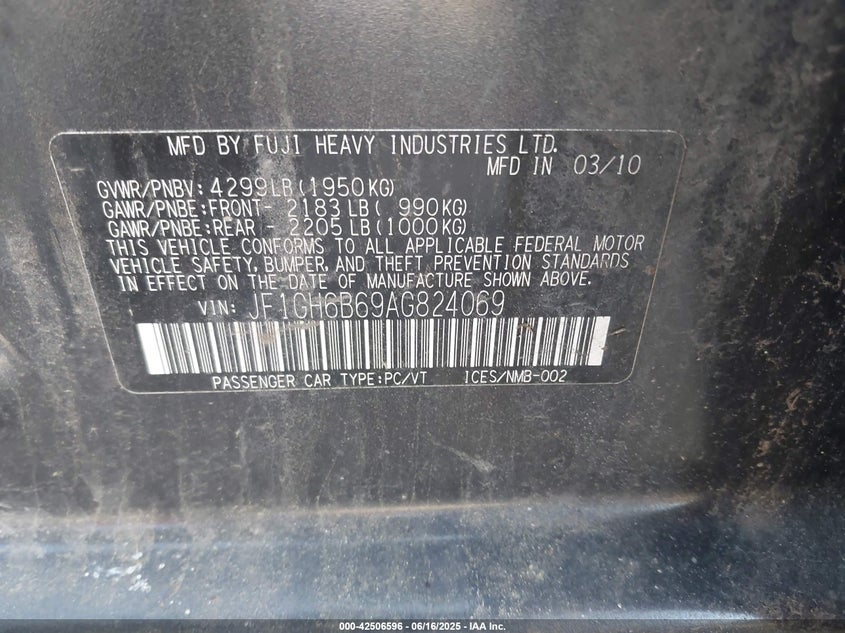 MFD BY FUJI HEAVY INDUSTRIES LTD.
MFD IN 03/10
GVWR/PNBV: 4299LB(1950KG)
GAWR/PNBE:FRONT- 2183 LB( 990KG)
GAWR/PNBE:REAR - 2205 LB(1000KG)
THIS VEHICLE CONFORMS TO ALL APPLICABLE FEDERAL MOTOR
VEHICLE SAFETY, BUMPER, AND THEFT PREVENTION STANDARDS
IN EFFECT ON THE DATE OF MANUFACTURE SHOWN ABOVE.
VIN: JF1GH6B69AG824069
PASSENGER CAR TYPE:PC/VT ICES/NMB-002
000-42506596 - 06/16/2025 - IAA Inc.